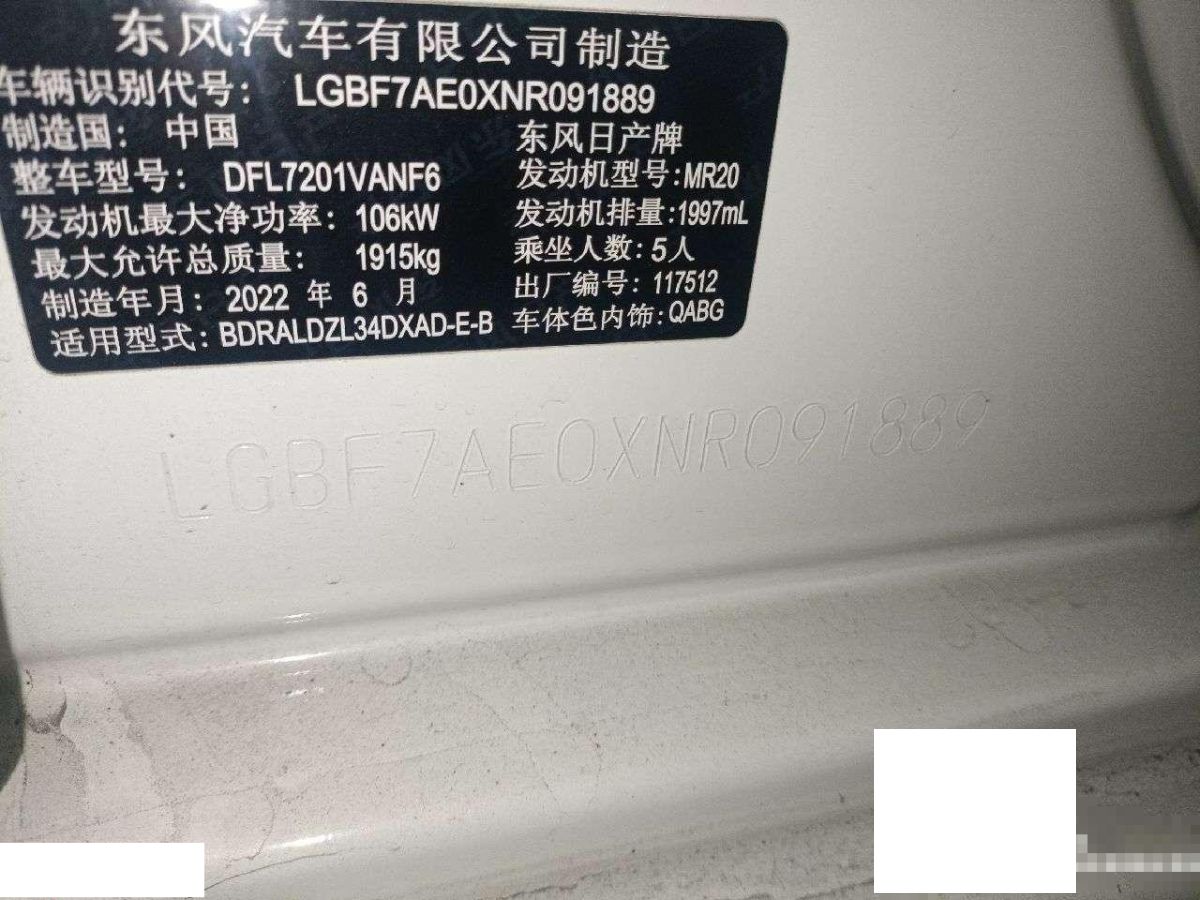 东风汽车有限公司制造
车辆识别代号: LGBF7AE0XNR091889
制造国: 中国 东风日产牌
整车型号: DFL7201VANF6 发动机型号:MR20
发动机最大净功率: 106kW 发动机排量:1997mL
最大允许总质量: 1915kg 乘坐人数:5人
制造年月: 2022 年 6 月 出厂编号: 117512
适用型式: BDRALDZL34DXAD-E-B 车体色内饰:QABG
LGBF7AE0XNR091889